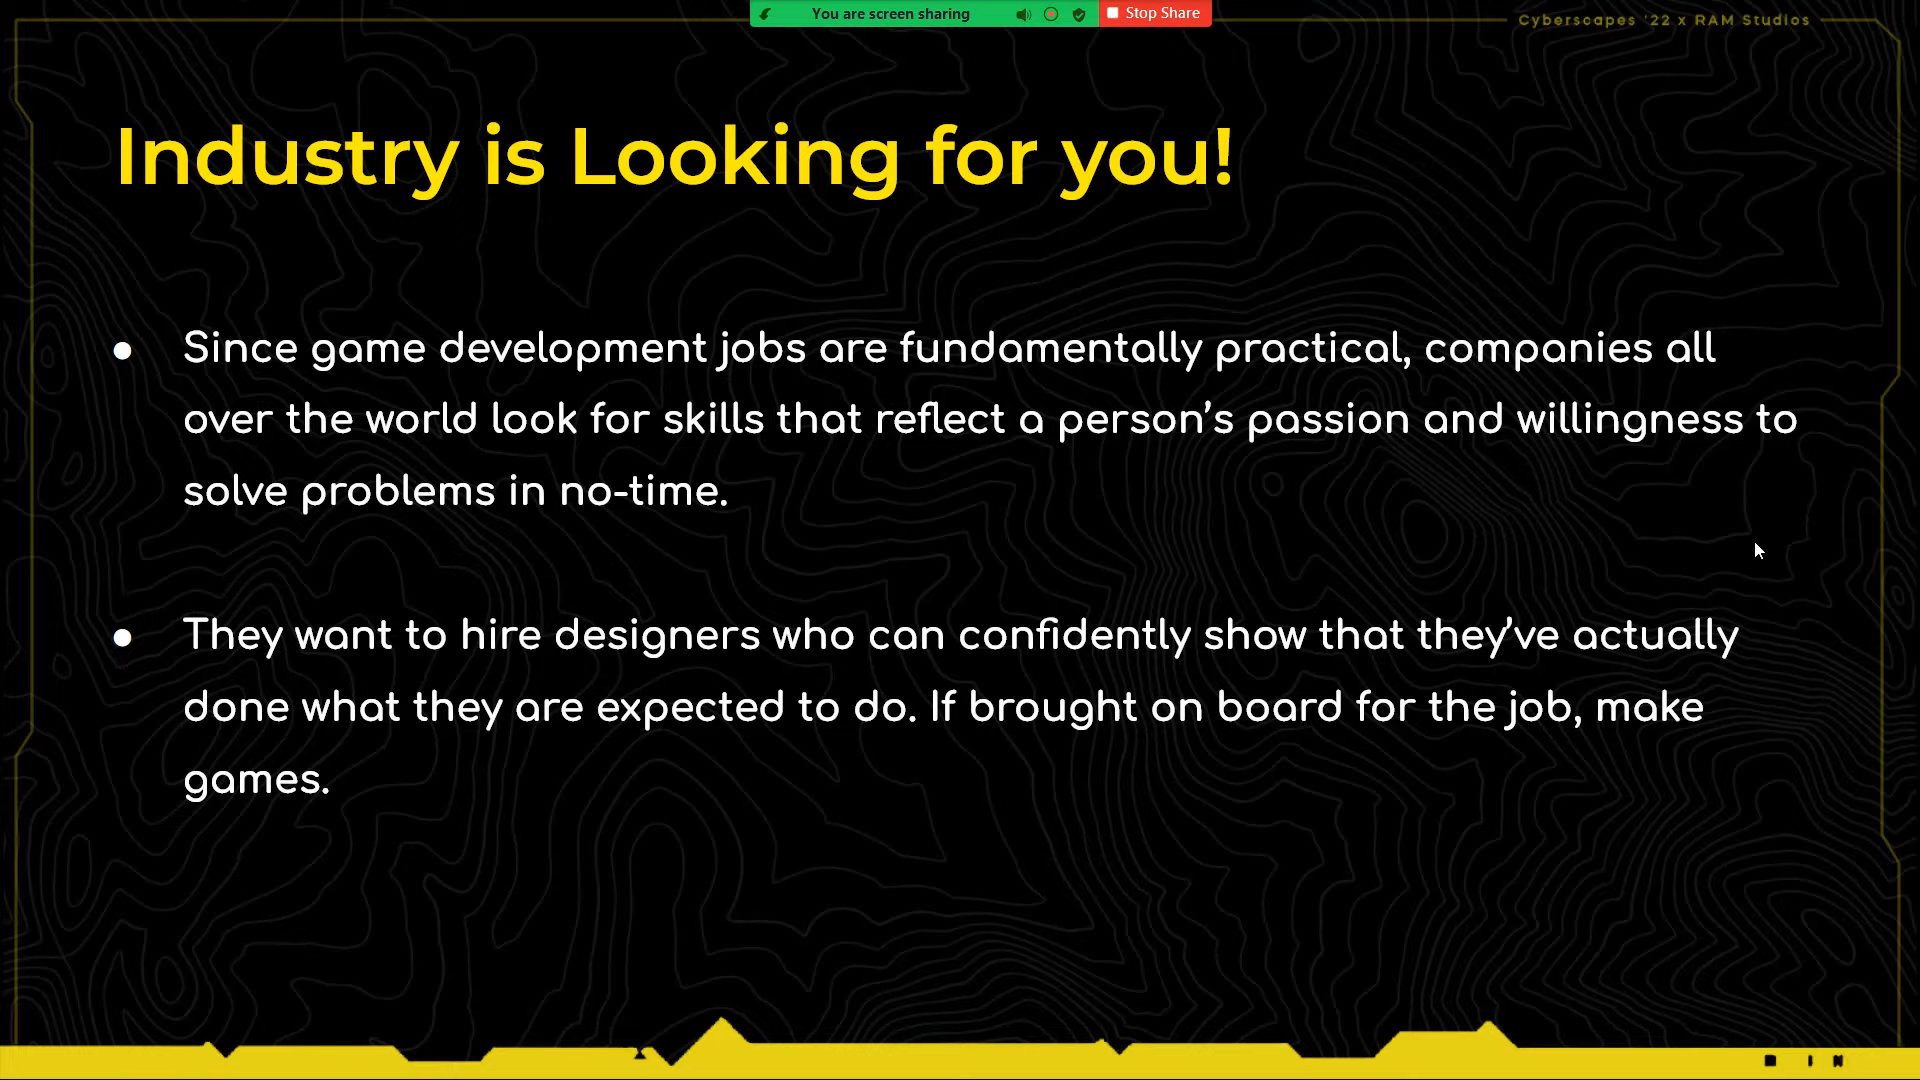 You are screen sharing
Stop Share
Cyberscapes '22 x RAM Studios
Industry is Looking for you!
● Since game development jobs are fundamentally practical, companies all
over the world look for skills that reflect a person’s passion and willingness to
solve problems in no-time.
● They want to hire designers who can confidently show that they’ve actually
done what they are expected to do. If brought on board for the job, make
games.